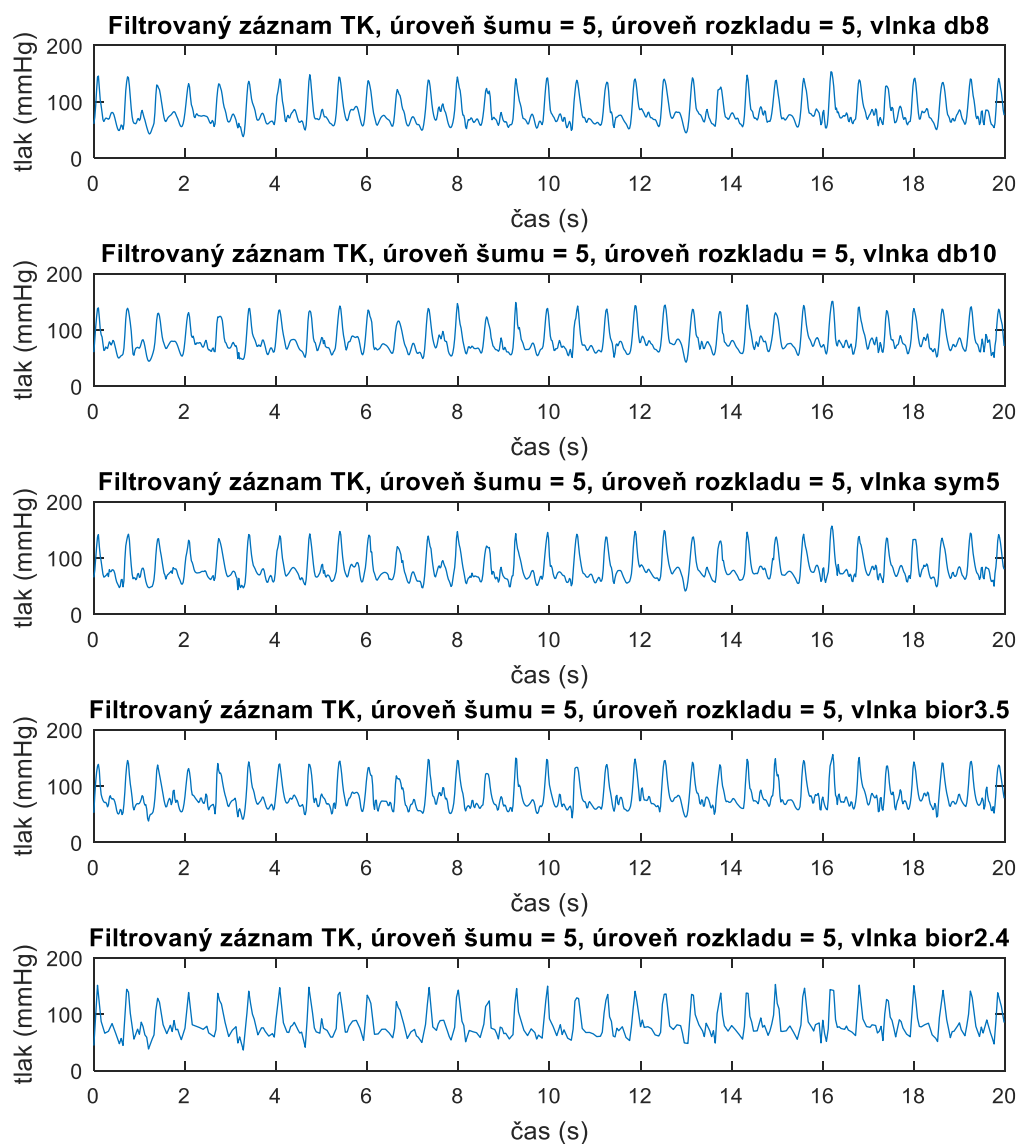 Filtrovaný záznam TK, úroveň šumu = 5, úroveň rozkladu = 5, vlnka db8
tlak (mmHg)
200
100
0
0 2 4 6 8 10 12 14 16 18 20
čas (s)
Filtrovaný záznam TK, úroveň šumu = 5, úroveň rozkladu = 5, vlnka db10
tlak (mmHg)
200
100
0
0 2 4 6 8 10 12 14 16 18 20
čas (s)
Filtrovaný záznam TK, úroveň šumu = 5, úroveň rozkladu = 5, vlnka sym5
tlak (mmHg)
200
100
0
0 2 4 6 8 10 12 14 16 18 20
čas (s)
Filtrovaný záznam TK, úroveň šumu = 5, úroveň rozkladu = 5, vlnka bior3.5
tlak (mmHg)
200
100
0
0 2 4 6 8 10 12 14 16 18 20
čas (s)
Filtrovaný záznam TK, úroveň šumu = 5, úroveň rozkladu = 5, vlnka bior2.4
tlak (mmHg)
200
100
0
0 2 4 6 8 10 12 14 16 18 20
čas (s)